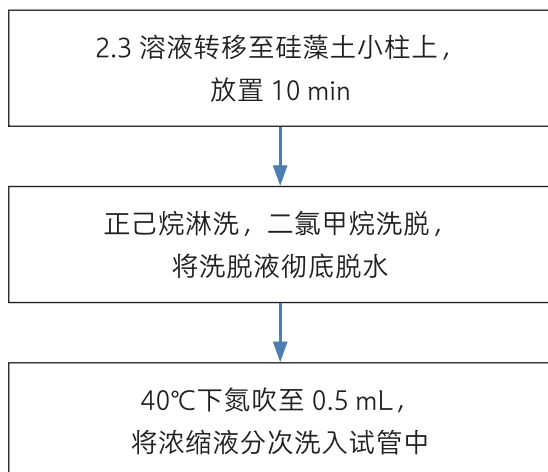 2.3 溶液转移至硅藻土小柱上，
放置 10 min
正己烷淋洗，二氯甲烷洗脱，
将洗脱液彻底脱水
40℃下氮吹至 0.5 mL，
将浓缩液分次洗入试管中